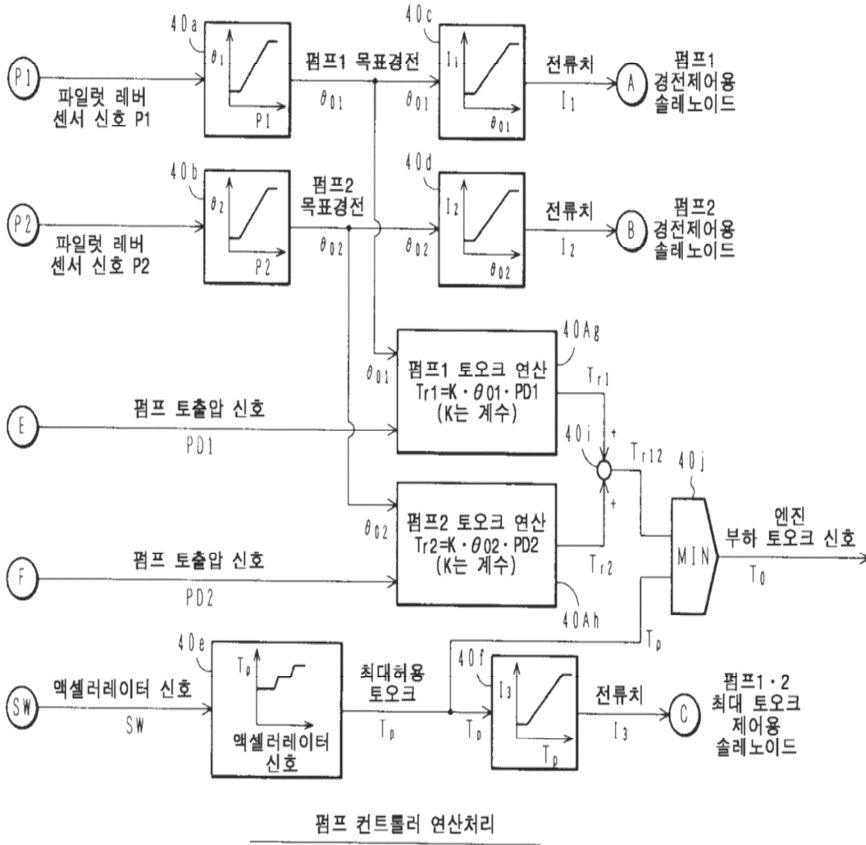 40a
40c
P1
θ1
P1
펌프1 목표경전
θ01
θ01
I1
θ01
전류치
I1
A
펌프1
경전제어용
솔레노이드
파일럿 레버
센서 신호 P1
40b
40d
P2
θ2
P2
펌프2
목표경전
θ02
θ02
I2
θ02
전류치
I2
B
펌프2
경전제어용
솔레노이드
파일럿 레버
센서 신호 P2
40Ag
θ01
펌프1 토오크 연산
Tr1=K・θ01・PD1
(K는 계수)
Tr1
E
펌프 토출압 신호
PD1
+
40i
Tr12
40j
+
θ02
펌프2 토오크 연산
Tr2=K・θ02・PD2
(K는 계수)
Tr2
MIN
엔진
부하 토오크 신호
T0
F
펌프 토출압 신호
PD2
40Ah
Tp
40e
40f
SW
액셀러레이터 신호
SW
Tp
액셀러레이터
신호
최대허용
토오크
Tp
Tp
I3
Tp
전류치
I3
C
펌프1・2
최대 토오크
제어용
솔레노이드
펌프 컨트롤러 연산처리